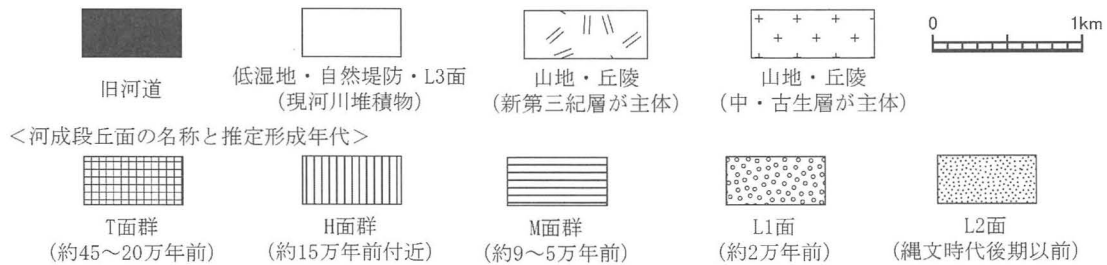 0 1km
旧河道
低湿地・自然堤防・L3面
(現河川堆積物)
山地・丘陵
(新第三紀層が主体)
山地・丘陵
(中・古生層が主体)
<河成段丘面の名称と推定形成年代>
T面群
(約45～20万年前)
H面群
(約15万年前付近)
M面群
(約9～5万年前)
L1面
(約2万年前)
L2面
(縄文時代後期以前)